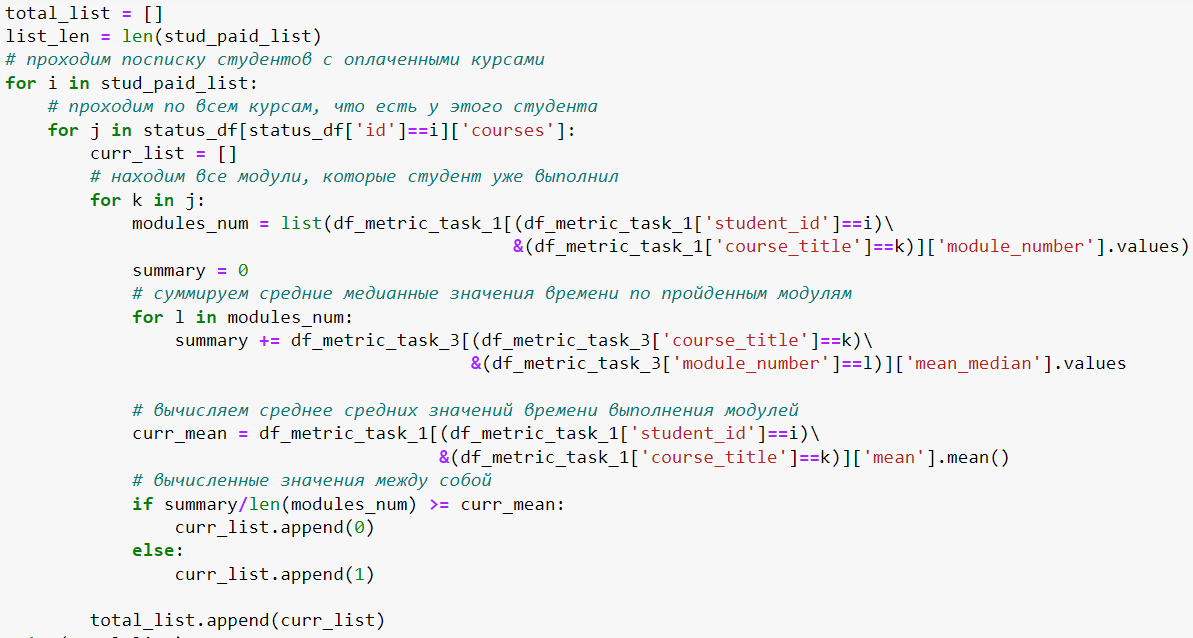 total_list = []
list_len = len(stud_paid_list)
# проходим посписку студентов с оплаченными курсами
for i in stud_paid_list:
    # проходим по всем курсам, что есть у этого студента
    for j in status_df[status_df['id']==i]['courses']:
        curr_list = []
        # находим все модули, которые студент уже выполнил
        for k in j:
            modules_num = list(df_metric_task_1[(df_metric_task_1['student_id']==i)\
                                                &(df_metric_task_1['course_title']==k)]['module_number'].values)
            summary = 0
            # суммируем средние медианные значения времени по пройденным модулям
            for l in modules_num:
                summary += df_metric_task_3[(df_metric_task_3['course_title']==k)\
                                            &(df_metric_task_3['module_number']==l)]['mean_median'].values
            # вычисляем среднее средних значений времени выполнения модулей
            curr_mean = df_metric_task_1[(df_metric_task_1['student_id']==i)\
                                         &(df_metric_task_1['course_title']==k)]['mean'].mean()
            # вычисленные значения между собой
            if summary/len(modules_num) >= curr_mean:
                curr_list.append(0)
            else:
                curr_list.append(1)
        total_list.append(curr_list)